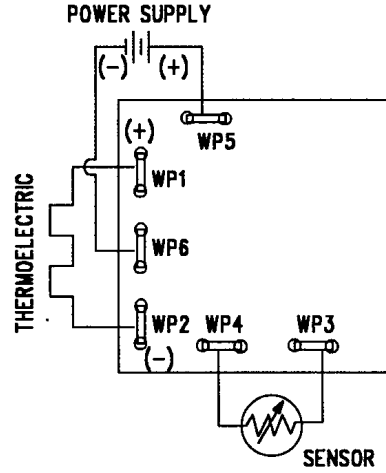 POWER SUPPLY
(-) (+)
(+)
WP5
WP1
THERMOELECTRIC
WP6
WP2 WP4 WP3
(-)
SENSOR